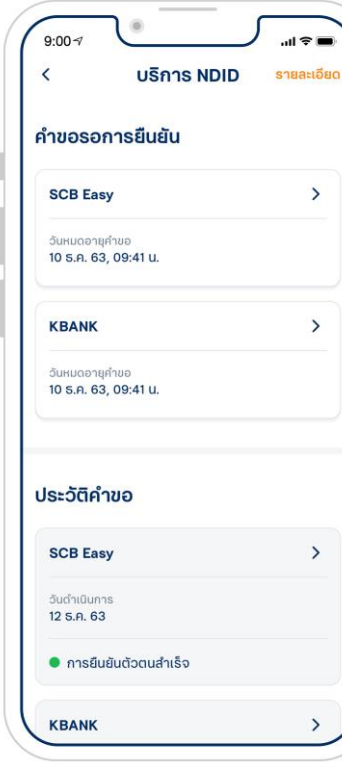 9:00
บริการ NDID
รายละเอียด
คำขอรอการยืนยัน
SCB Easy
วันหมดอายุคำขอ
10 ธ.ค. 63, 09:41 น.
KBANK
วันหมดอายุคำขอ
10 ธ.ค. 63, 09:41 น.
ประวัติคำขอ
SCB Easy
วันดำเนินการ
12 ธ.ค. 63
การยืนยันตัวตนสำเร็จ
KBANK